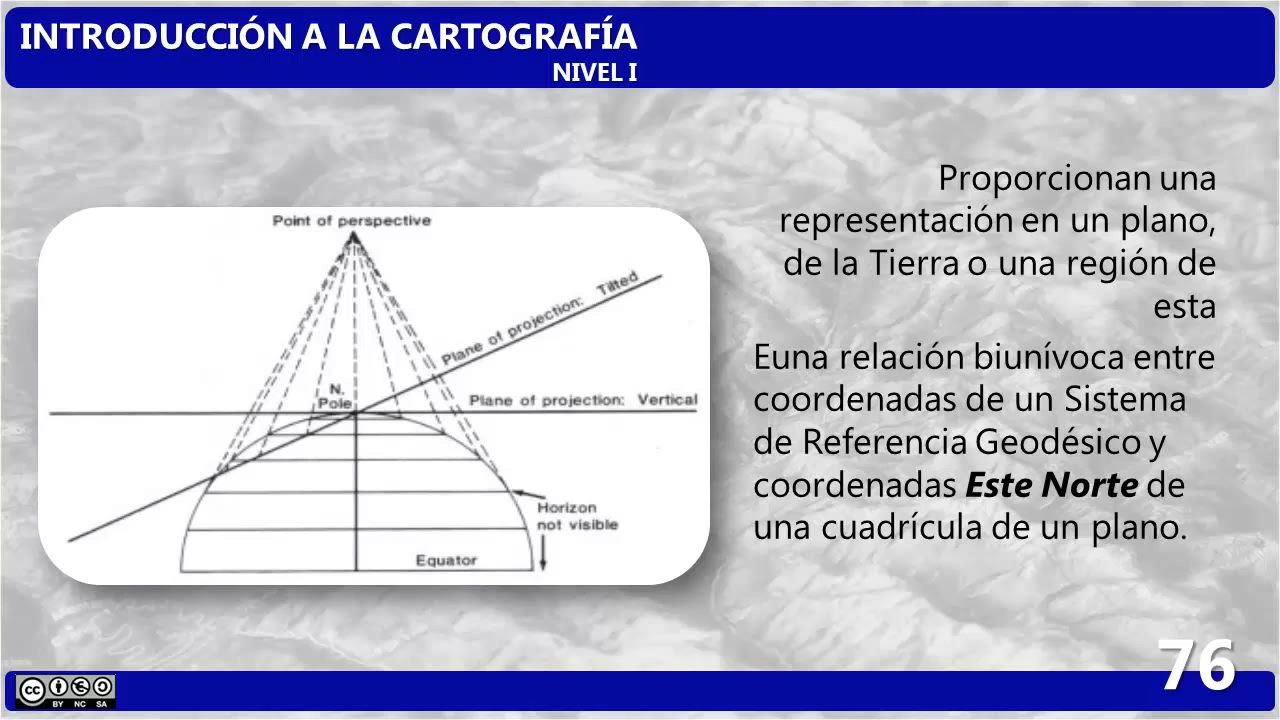 INTRODUCCIÓN A LA CARTOGRAFÍA
NIVEL I
Point of perspective
Plane of projection: Tilted
N.
Pole
Plane of projection: Vertical
Horizon
not visible
Equator
Proporcionan una
representación en un plano,
de la Tierra o una región de
esta
Euna relación biunívoca entre
coordenadas de un Sistema
de Referencia Geodésico y
coordenadas Este Norte de
una cuadrícula de un plano.
76
cc
BY NC SA